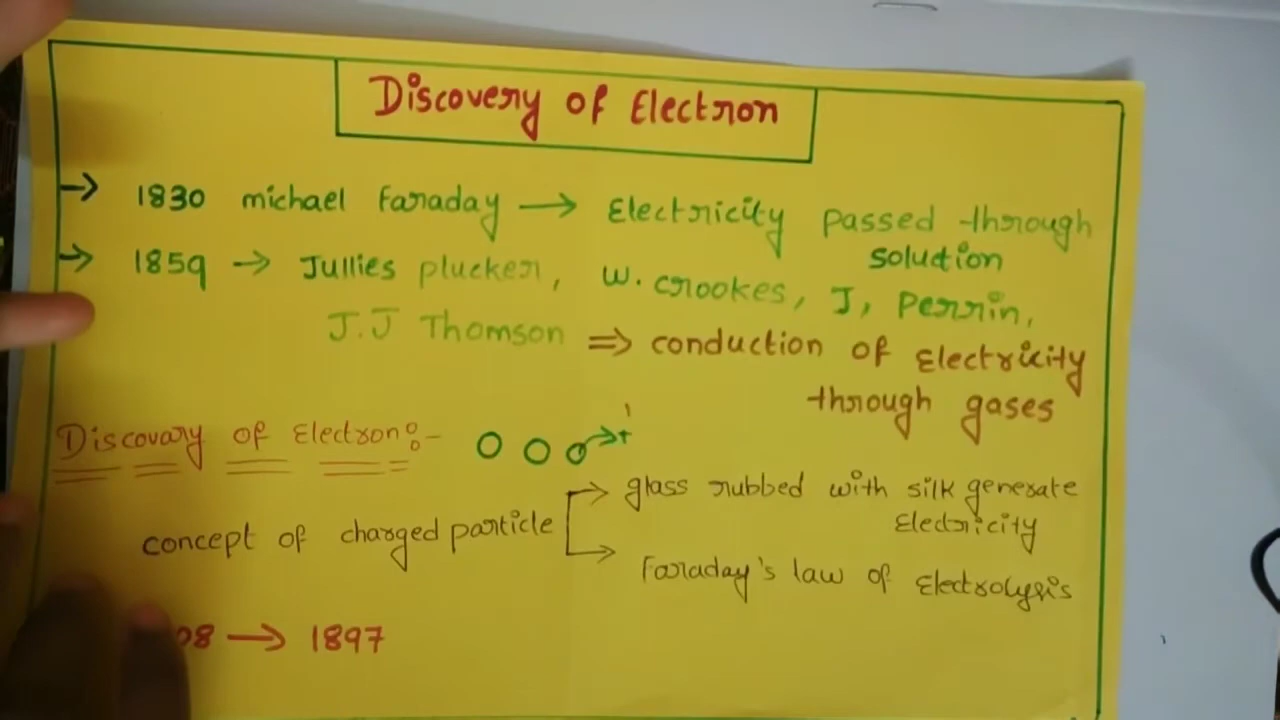 Discovery of Electron
→ 1830 michael Faraday → Electricity passed through
solution
→ 1859 → Jullies plucker, W. crookes, J, Perrin,
J.J Thomson ⇒ conduction of Electricity
through gases
Discovary of Electron:-
concept of charged particle → glass rubbed with silk generate
Electricity
→ Faraday's law of Electrolysis
08 → 1897